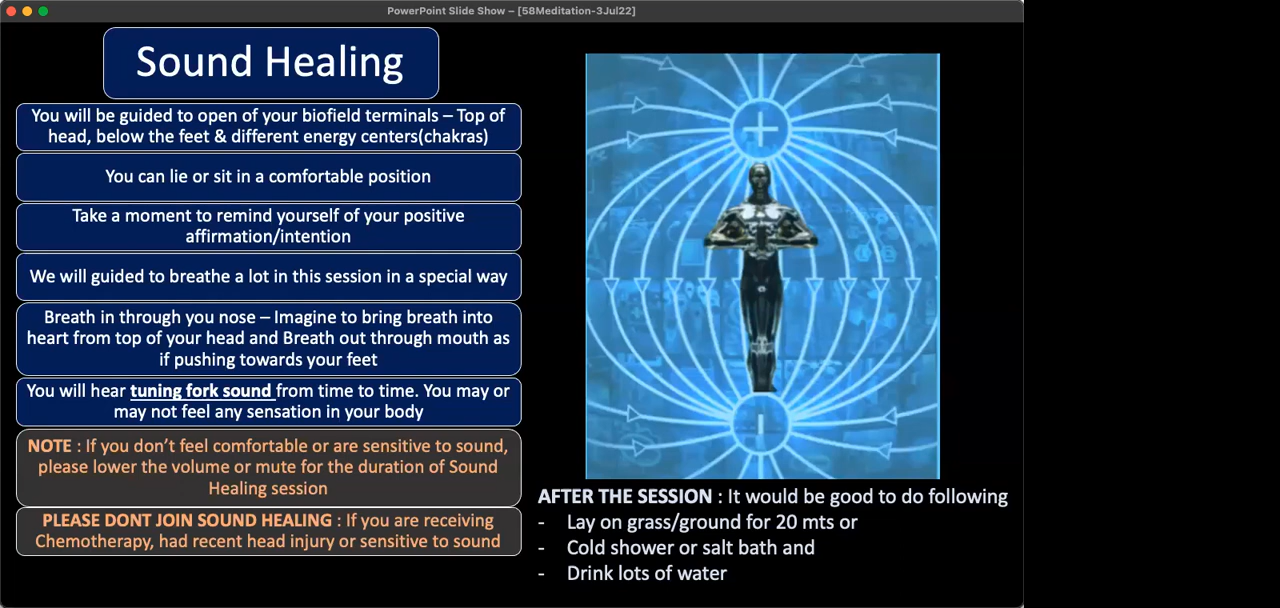 PowerPoint Slide Show – [58Meditation-3Jul22]
Sound Healing
You will be guided to open of your biofield terminals – Top of
head, below the feet & different energy centers(chakras)
You can lie or sit in a comfortable position
Take a moment to remind yourself of your positive
affirmation/intention
We will guided to breathe a lot in this session in a special way
Breath in through you nose – Imagine to bring breath into
heart from top of your head and Breath out through mouth as
if pushing towards your feet
You will hear tuning fork sound from time to time. You may or
may not feel any sensation in your body
NOTE : If you don’t feel comfortable or are sensitive to sound,
please lower the volume or mute for the duration of Sound
Healing session
PLEASE DONT JOIN SOUND HEALING : If you are receiving
Chemotherapy, had recent head injury or sensitive to sound
AFTER THE SESSION : It would be good to do following
- Lay on grass/ground for 20 mts or
- Cold shower or salt bath and
- Drink lots of water